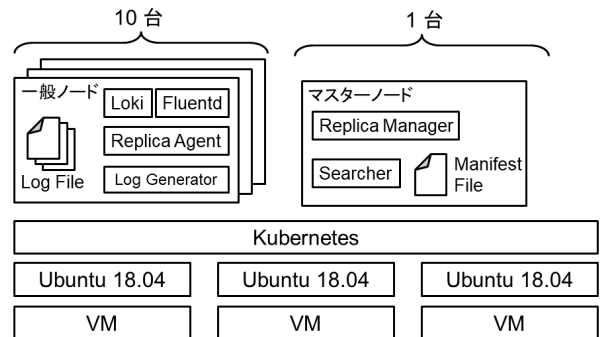 10 台
1 台
一般ノード
Loki
Fluentd
Replica Agent
Log Generator
Log File
マスターノード
Replica Manager
Searcher
Manifest
File
Kubernetes
Ubuntu 18.04
Ubuntu 18.04
Ubuntu 18.04
VM
VM
VM